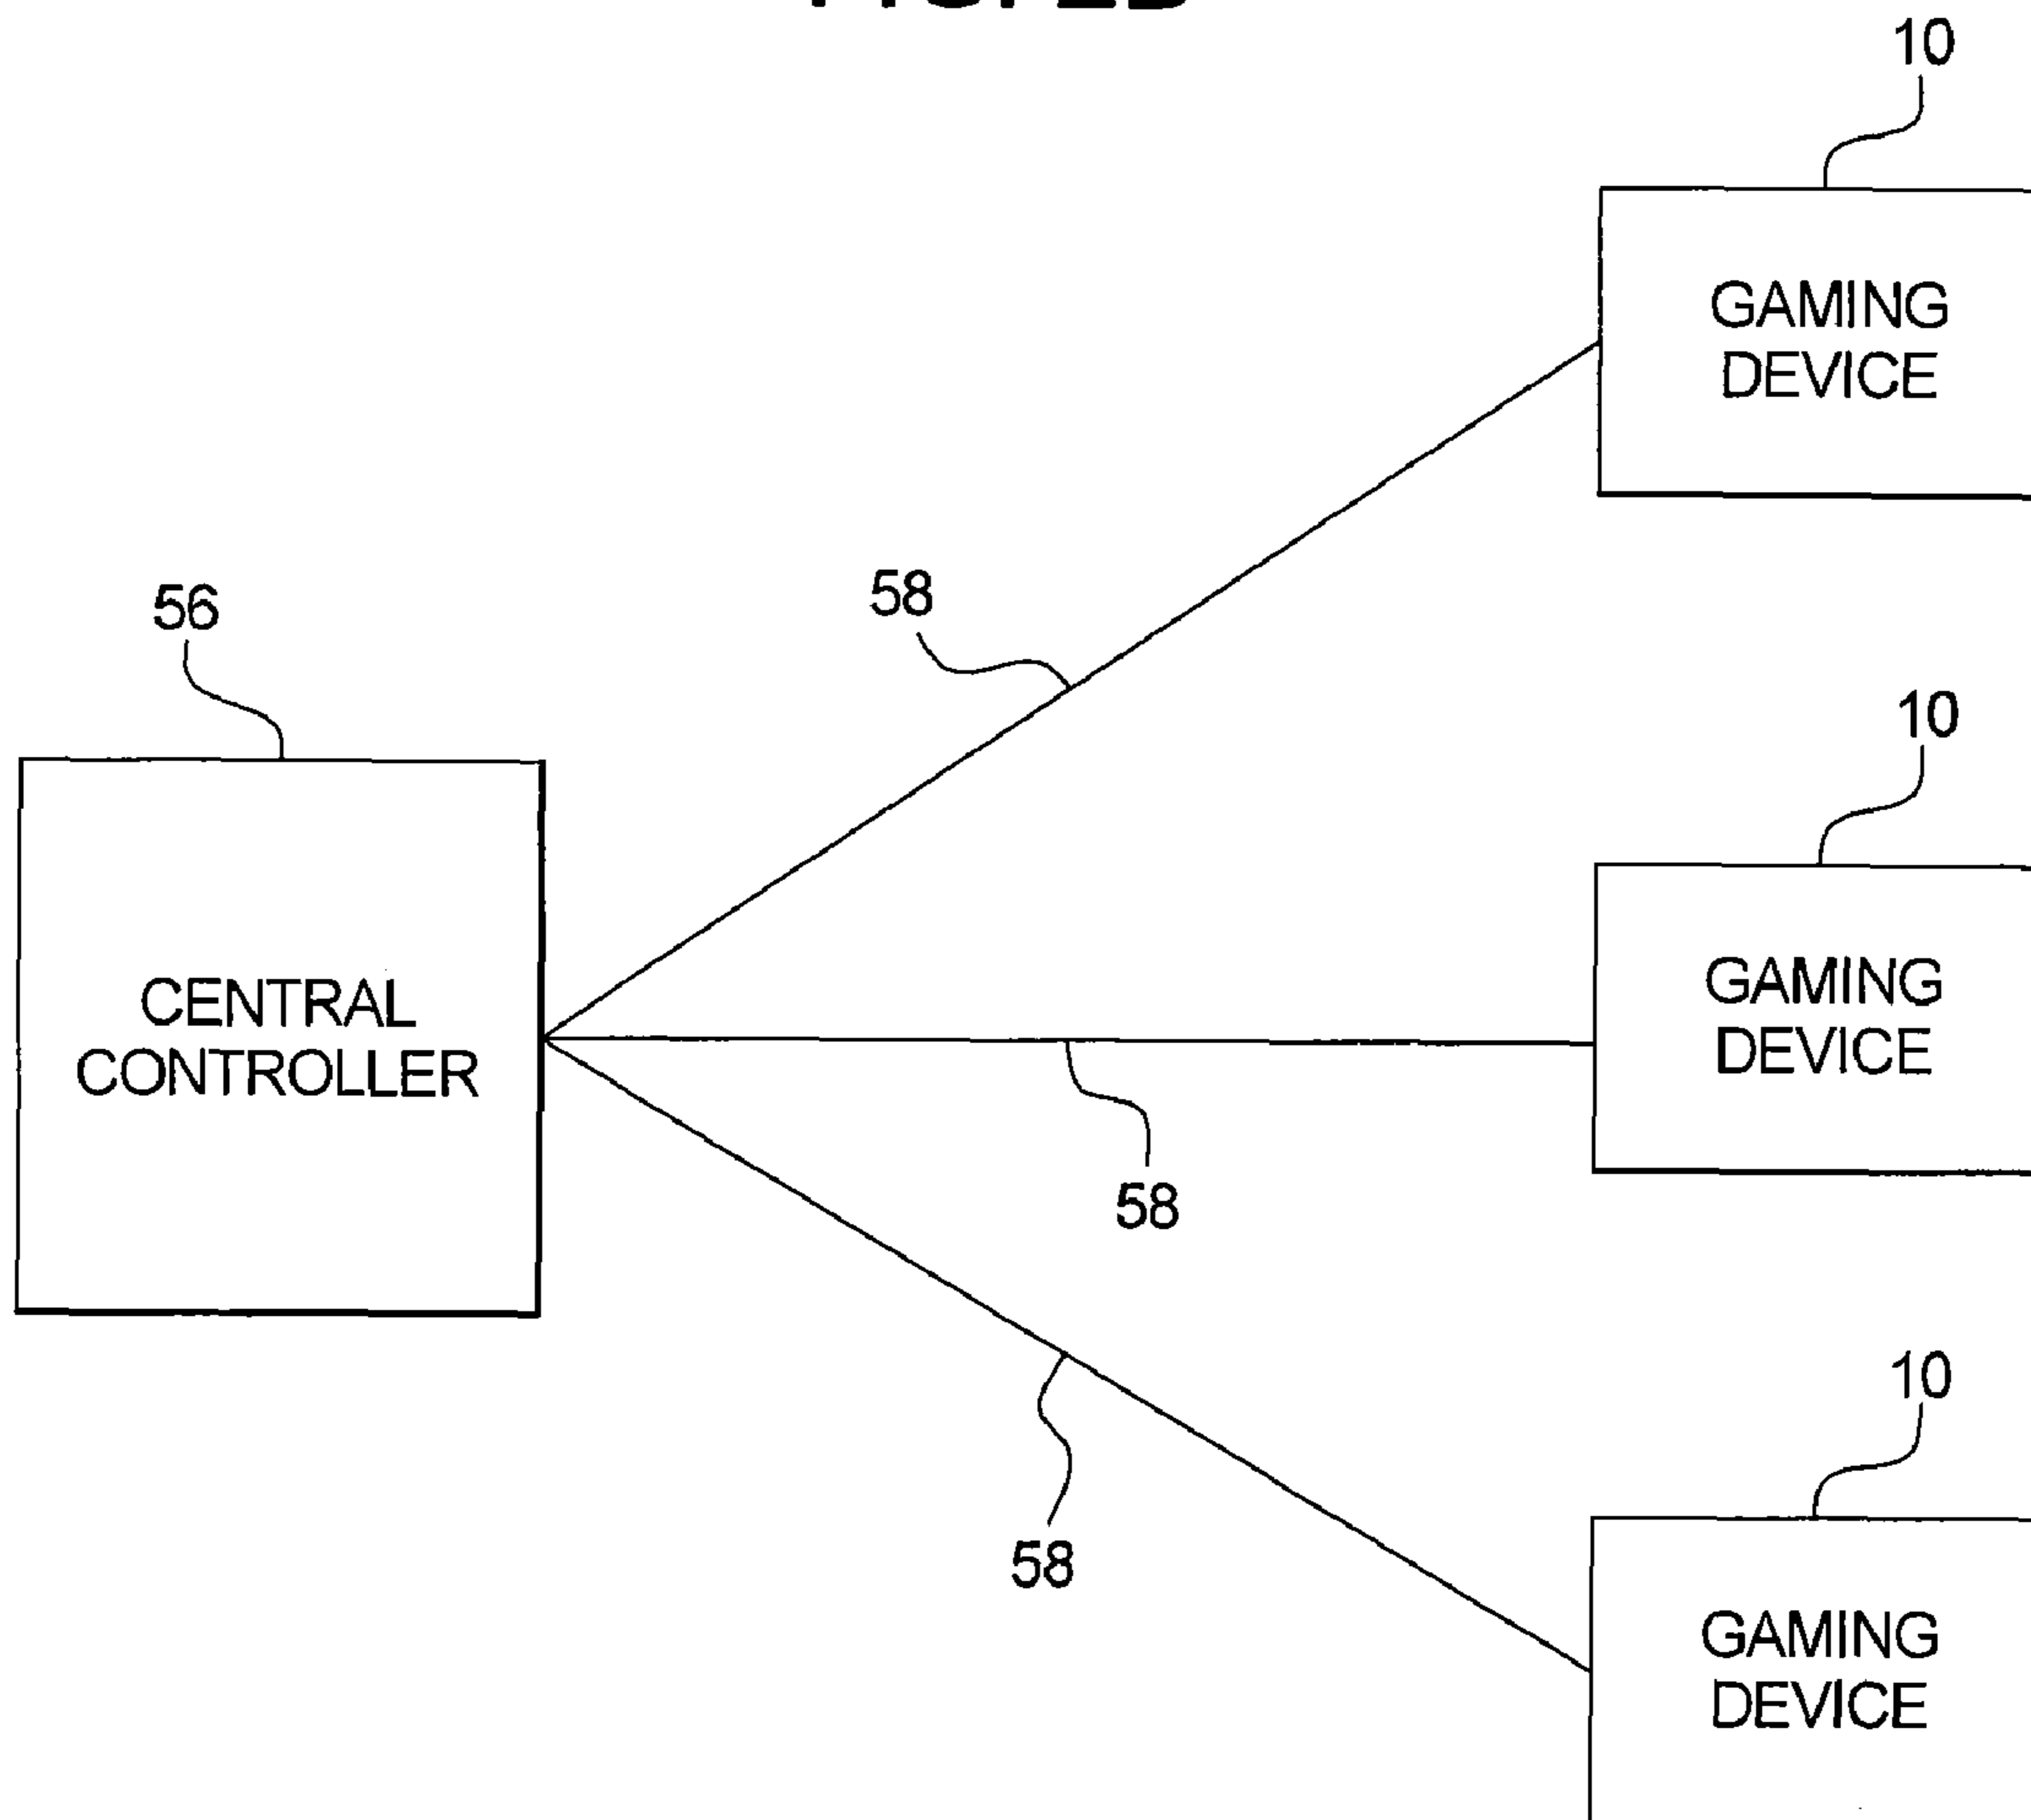 10
GAMING
DEVICE
58
56
10
CENTRAL
CONTROLLER
GAMING
DEVICE
58
10
58
GAMING
DEVICE